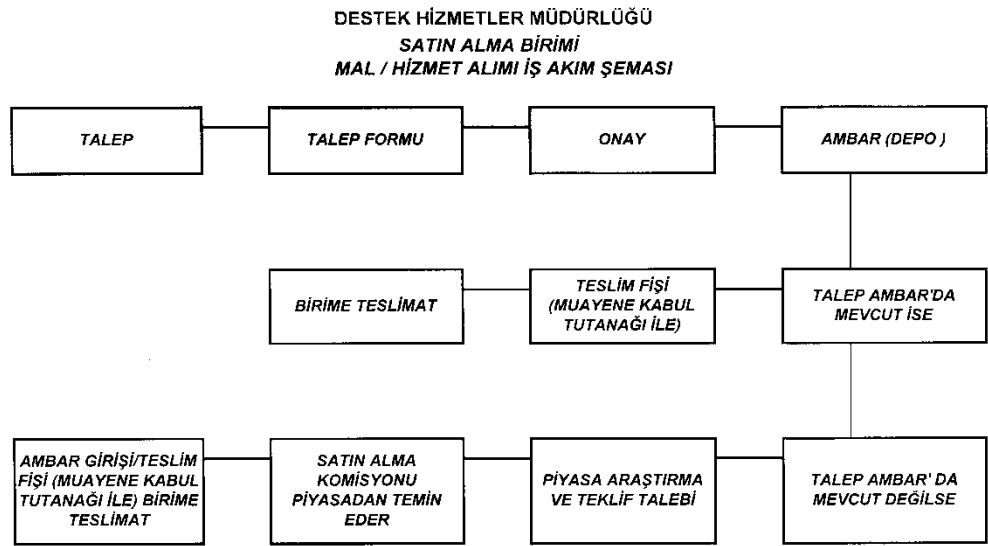 DESTEK HİZMETLER MÜDÜRLÜĞÜ
SATIN ALMA BİRİMİ
MAL / HİZMET ALIMI İŞ AKIM ŞEMASI
TALEP
TALEP FORMU
ONAY
AMBAR (DEPO )
BİRİME TESLİMAT
TESLİM FİŞİ
(MUAYENE KABUL
TUTANAĞI İLE)
TALEP AMBAR'DA
MEVCUT İSE
AMBAR GİRİŞİ/TESLİM
FİŞİ (MUAYENE KABUL
TUTANAĞI İLE) BİRİME
TESLİMAT
SATIN ALMA
KOMİSYONU
PİYASADAN TEMİN
EDER
PİYASA ARAŞTIRMA
VE TEKLİF TALEBİ
TALEP AMBAR' DA
MEVCUT DEĞİLSE